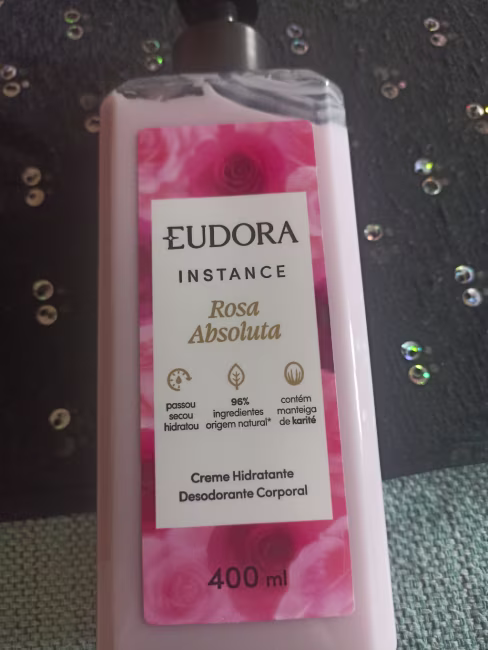 EUDORA
INSTANCE
Rosa
Absoluta
passou
secou
hidratou
96%
ingredientes
origem natural*
contém
manteiga
de karité
Creme Hidratante
Desodorante Corporal
400 ml